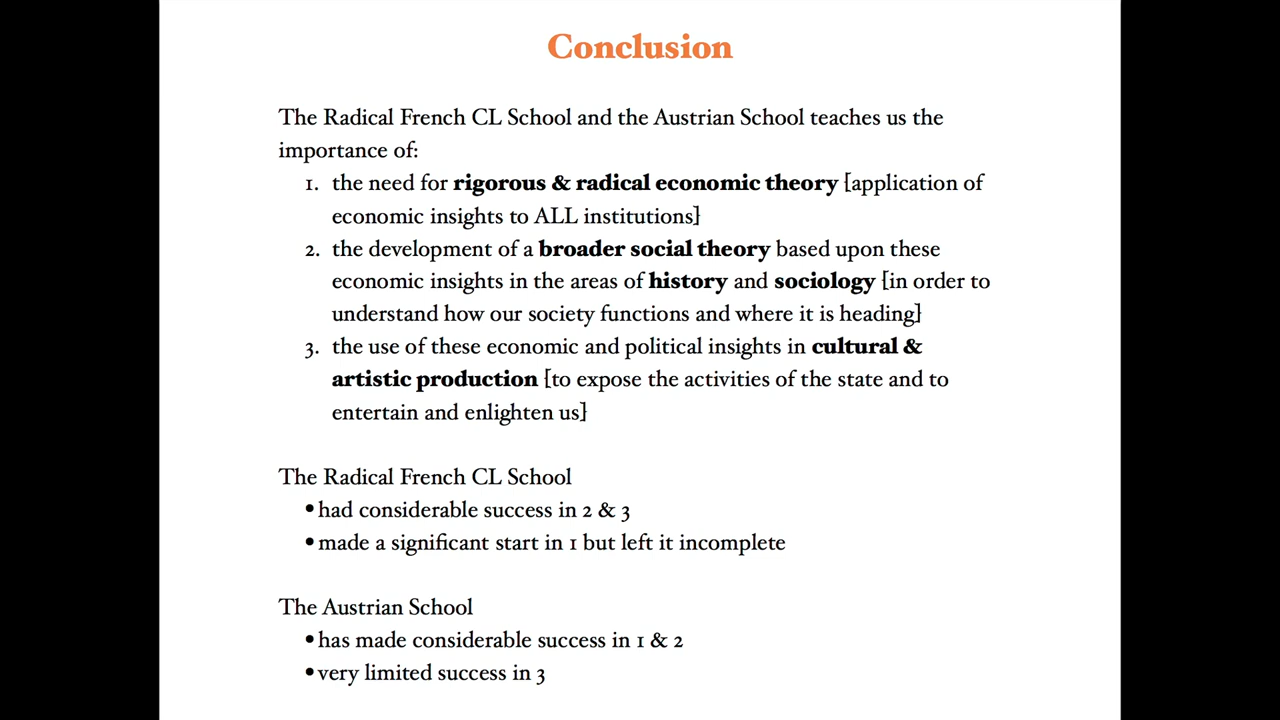 Conclusion
The Radical French CL School and the Austrian School teaches us the
importance of:
1. the need for rigorous & radical economic theory [application of
economic insights to ALL institutions]
2. the development of a broader social theory based upon these
economic insights in the areas of history and sociology [in order to
understand how our society functions and where it is heading]
3. the use of these economic and political insights in cultural &
artistic production [to expose the activities of the state and to
entertain and enlighten us]
The Radical French CL School
•had considerable success in 2 & 3
•made a significant start in 1 but left it incomplete
The Austrian School
•has made considerable success in 1 & 2
•very limited success in 3